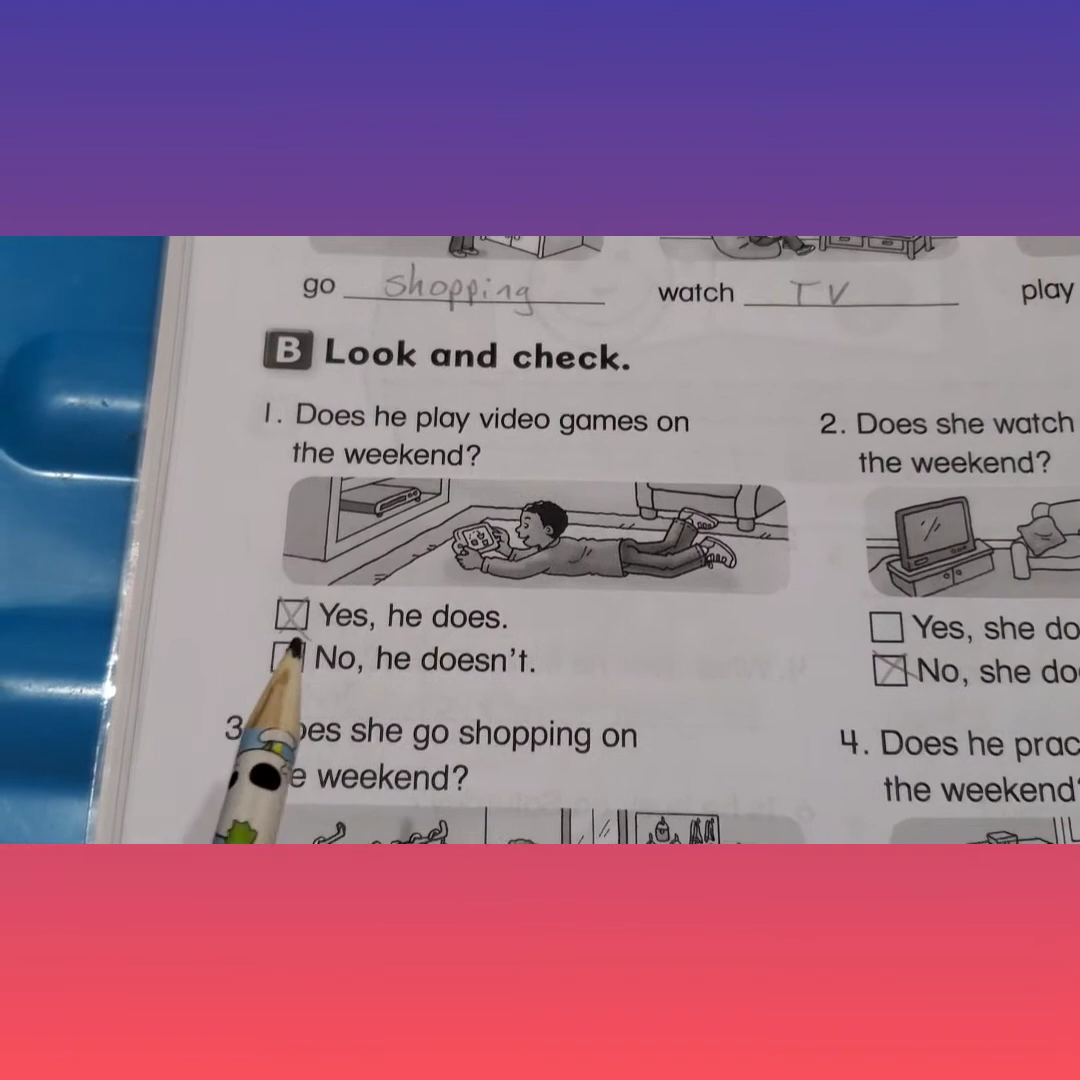 go shopping watch TV play
B Look and check.
1. Does he play video games on
the weekend?
2. Does she watch
the weekend?
Yes, he does.
No, he doesn't.
Yes, she do
No, she do
3. oes she go shopping on
e weekend?
4. Does he prac
the weekend?